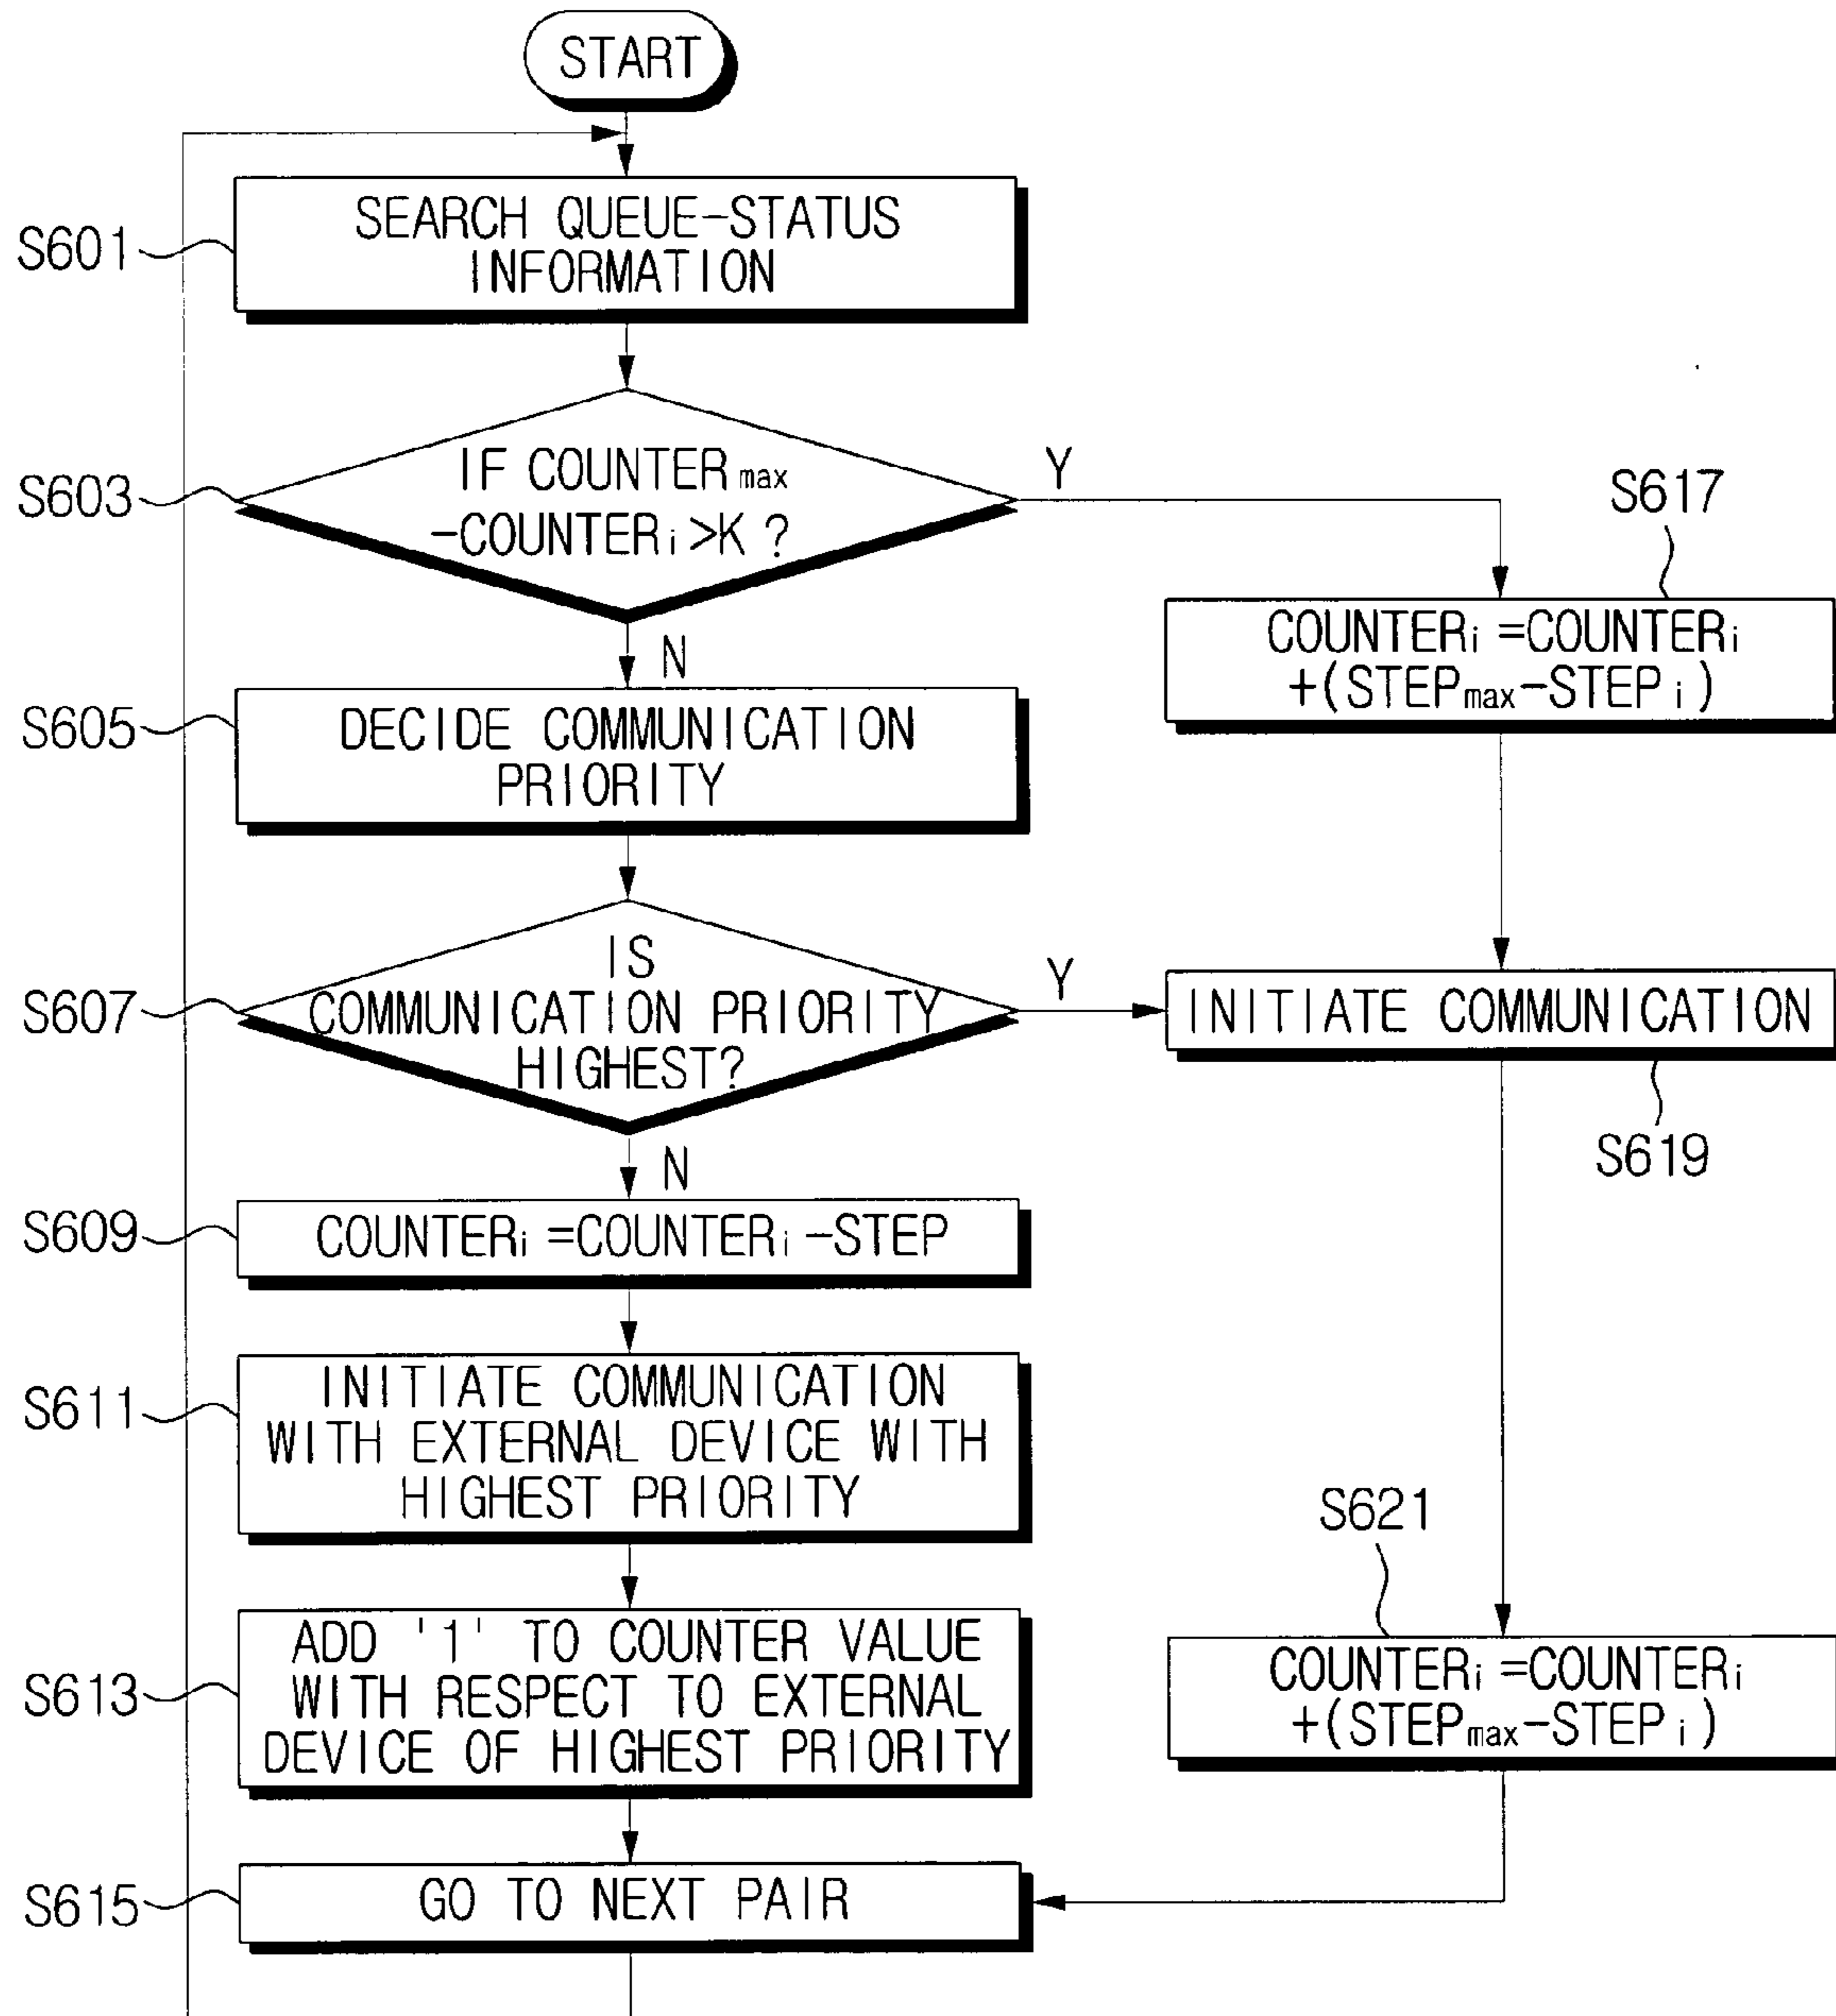 START
S601
SEARCH QUEUE-STATUS
INFORMATION
S603
IF COUNTERmax
-COUNTERi>K ?
Y
N
S617
COUNTERi=COUNTERi
+(STEPmax-STEPi)
S605
DECIDE COMMUNICATION
PRIORITY
S607
IS
COMMUNICATION PRIORITY
HIGHEST?
Y
N
INITIATE COMMUNICATION
S619
S609
COUNTERi=COUNTERi-STEP
S611
INITIATE COMMUNICATION
WITH EXTERNAL DEVICE WITH
HIGHEST PRIORITY
S613
ADD '1' TO COUNTER VALUE
WITH RESPECT TO EXTERNAL
DEVICE OF HIGHEST PRIORITY
S621
COUNTERi=COUNTERi
+(STEPmax-STEPi)
S615
GO TO NEXT PAIR